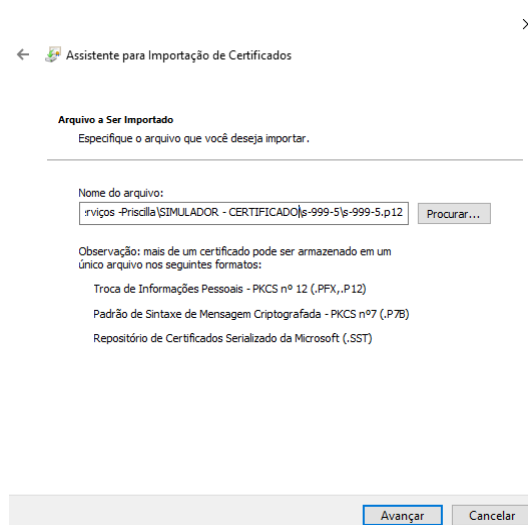 Assistente para Importação de Certificados
Arquivo a Ser Importado
Especifique o arquivo que você deseja importar.
Nome do arquivo:
rviços -Priscilla\SIMULADOR - CERTIFICADO\s-999-5\s-999-5.p12
Procurar...
Observação: mais de um certificado pode ser armazenado em um
único arquivo nos seguintes formatos:
Troca de Informações Pessoais - PKCS nº 12 (.PFX,.P12)
Padrão de Sintaxe de Mensagem Criptografada - PKCS nº7 (.P7B)
Repositório de Certificados Serializado da Microsoft (.SST)
Avançar
Cancelar